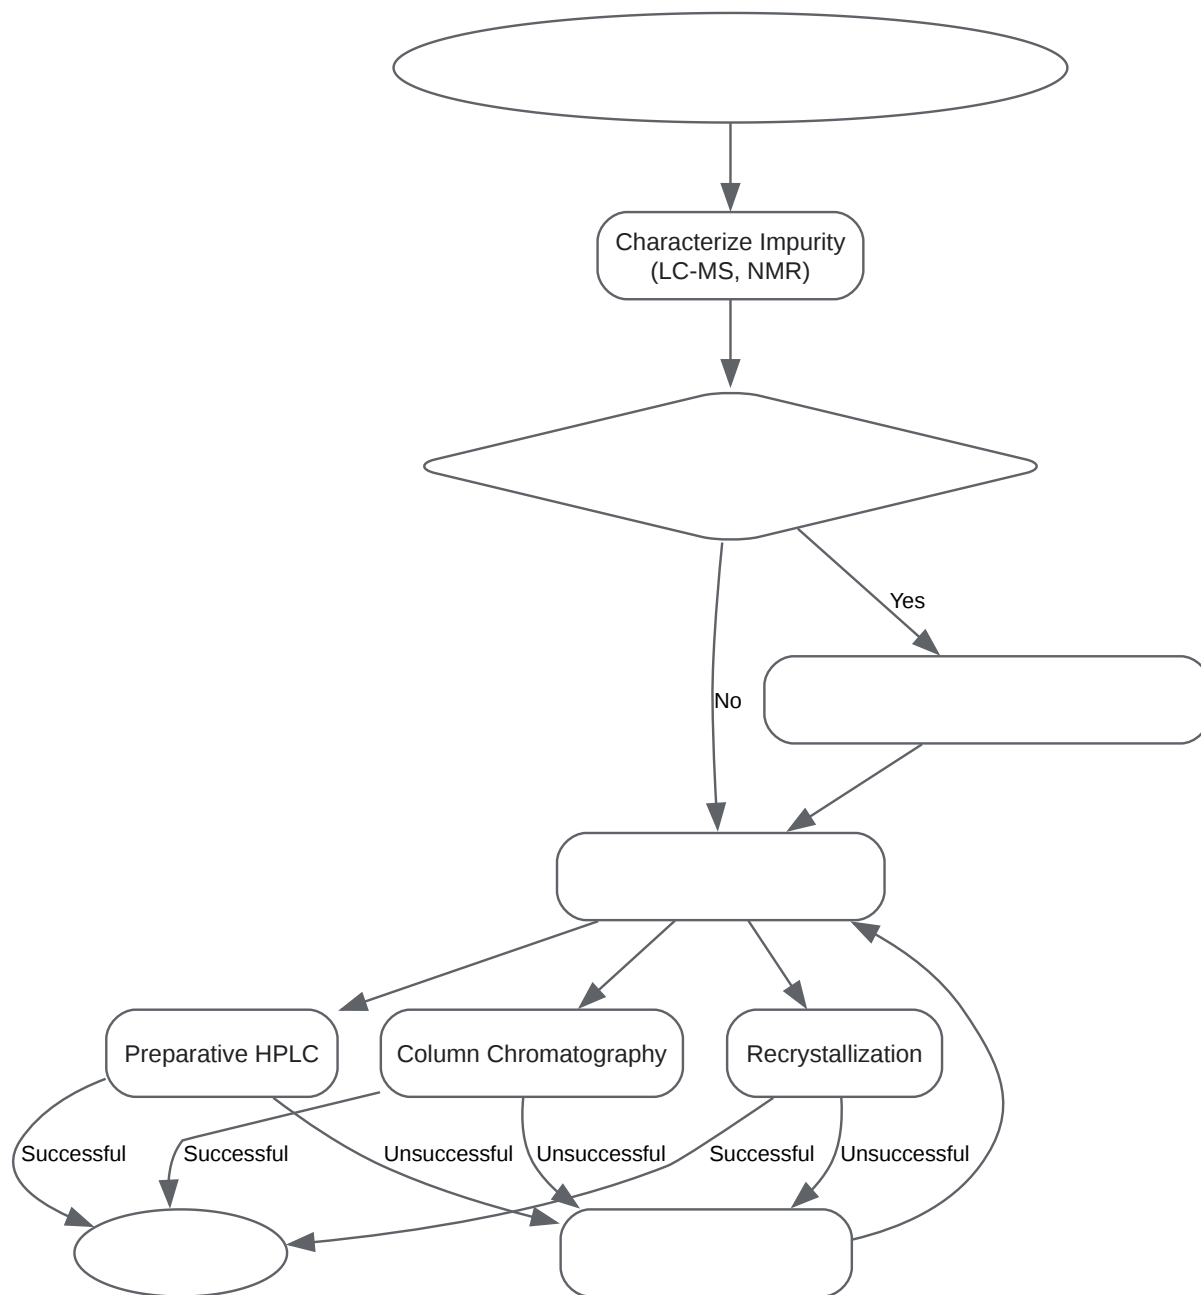 Characterize Impurity
(LC-MS, NMR)
Yes
No
Preparative HPLC
Column Chromatography
Recrystallization
Successful
Successful
Unsuccessful
Unsuccessful
Successful
Unsuccessful